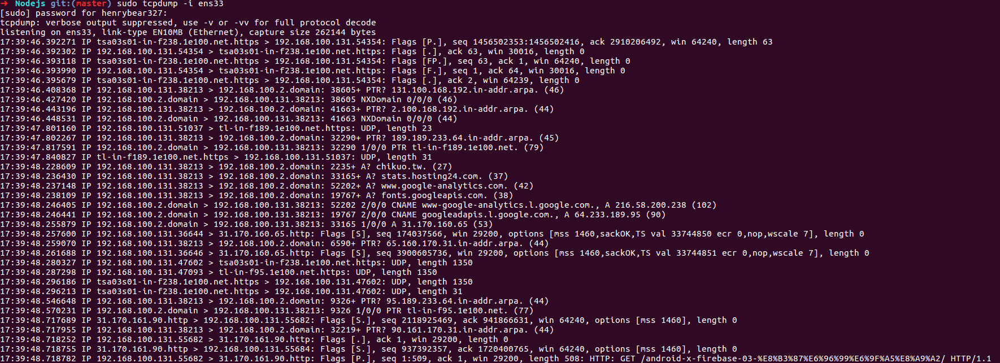 ➜ Nodejs git:(master) sudo tcpdump -i ens33
[sudo] password for henrybear327:
tcpdump: verbose output suppressed, use -v or -vv for full protocol decode
listening on ens33, link-type EN10MB (Ethernet), capture size 262144 bytes
17:39:46.392271 IP tsa03s01-in-f238.1e100.net.https > 192.168.100.131.54354: Flags [P.], seq 1456502353:1456502416, ack 2910206492, win 64240, length 63
17:39:46.392302 IP 192.168.100.131.54354 > tsa03s01-in-f238.1e100.net.https: Flags [.], ack 63, win 30016, length 0
17:39:46.393118 IP tsa03s01-in-f238.1e100.net.https > 192.168.100.131.54354: Flags [FP.], seq 63, ack 1, win 64240, length 0
17:39:46.393990 IP 192.168.100.131.54354 > tsa03s01-in-f238.1e100.net.https: Flags [F.], seq 1, ack 64, win 30016, length 0
17:39:46.395679 IP tsa03s01-in-f238.1e100.net.https > 192.168.100.131.54354: Flags [.], ack 2, win 64239, length 0
17:39:46.408368 IP 192.168.100.131.38213 > 192.168.100.2.domain: 38605+ PTR? 131.100.168.192.in-addr.arpa. (46)
17:39:46.427420 IP 192.168.100.2.domain > 192.168.100.131.38213: 38605 NXDomain 0/0/0 (46)
17:39:46.443196 IP 192.168.100.131.38213 > 192.168.100.2.domain: 41663+ PTR? 2.100.168.192.in-addr.arpa. (44)
17:39:46.448531 IP 192.168.100.2.domain > 192.168.100.131.38213: 41663 NXDomain 0/0/0 (44)
17:39:47.801160 IP 192.168.100.131.51037 > tl-in-f189.1e100.net.https: UDP, length 23
17:39:47.802267 IP 192.168.100.131.38213 > 192.168.100.2.domain: 32290+ PTR? 189.189.233.64.in-addr.arpa. (45)
17:39:47.817591 IP 192.168.100.2.domain > 192.168.100.131.38213: 32290 1/0/0 PTR tl-in-f189.1e100.net. (79)
17:39:47.840827 IP tl-in-f189.1e100.net.https > 192.168.100.131.51037: UDP, length 31
17:39:48.228609 IP 192.168.100.131.38213 > 192.168.100.2.domain: 2235+ A? chikuo.tw. (27)
17:39:48.236430 IP 192.168.100.131.38213 > 192.168.100.2.domain: 33165+ A? stats.hosting24.com. (37)
17:39:48.237148 IP 192.168.100.131.38213 > 192.168.100.2.domain: 52202+ A? www.google-analytics.com. (42)
17:39:48.238109 IP 192.168.100.131.38213 > 192.168.100.2.domain: 19767+ A? fonts.googleapis.com. (38)
17:39:48.246405 IP 192.168.100.2.domain > 192.168.100.131.38213: 52202 2/0/0 CNAME www-google-analytics.l.google.com., A 216.58.200.238 (102)
17:39:48.246441 IP 192.168.100.2.domain > 192.168.100.131.38213: 19767 2/0/0 CNAME googleadapis.l.google.com., A 64.233.189.95 (90)
17:39:48.255879 IP 192.168.100.2.domain > 192.168.100.131.38213: 33165 1/0/0 A 31.170.160.65 (53)
17:39:48.257600 IP 192.168.100.131.36644 > 31.170.160.65.http: Flags [S], seq 174037566, win 29200, options [mss 1460,sackOK,TS val 33744850 ecr 0,nop,wscale 7], length 0
17:39:48.259070 IP 192.168.100.131.38213 > 192.168.100.2.domain: 6590+ PTR? 65.160.170.31.in-addr.arpa. (44)
17:39:48.261688 IP 192.168.100.131.36646 > 31.170.160.65.http: Flags [S], seq 3900605736, win 29200, options [mss 1460,sackOK,TS val 33744851 ecr 0,nop,wscale 7], length 0
17:39:48.280327 IP 192.168.100.131.47602 > tsa03s01-in-f238.1e100.net.https: UDP, length 1350
17:39:48.287298 IP 192.168.100.131.47093 > tl-in-f95.1e100.net.https: UDP, length 1350
17:39:48.296186 IP tsa03s01-in-f238.1e100.net.https > 192.168.100.131.47602: UDP, length 1350
17:39:48.296213 IP tsa03s01-in-f238.1e100.net.https > 192.168.100.131.47602: UDP, length 31
17:39:48.546648 IP 192.168.100.131.38213 > 192.168.100.2.domain: 9326+ PTR? 95.189.233.64.in-addr.arpa. (44)
17:39:48.570231 IP 192.168.100.2.domain > 192.168.100.131.38213: 9326 1/0/0 PTR tl-in-f95.1e100.net. (77)
17:39:48.717689 IP 31.170.161.90.http > 192.168.100.131.55682: Flags [S.], seq 2118925469, ack 941866631, win 64240, options [mss 1460], length 0
17:39:48.717955 IP 192.168.100.131.38213 > 192.168.100.2.domain: 32219+ PTR? 90.161.170.31.in-addr.arpa. (44)
17:39:48.718252 IP 192.168.100.131.55682 > 31.170.161.90.http: Flags [.], ack 1, win 29200, length 0
17:39:48.718755 IP 31.170.161.90.http > 192.168.100.131.55684: Flags [S.], seq 937392357, ack 1720400765, win 64240, options [mss 1460], length 0
17:39:48.718782 IP 192.168.100.131.55682 > 31.170.161.90.http: Flags [P.], seq 1:509, ack 1, win 29200, length 508: HTTP: GET /android-x-firebase-03-%E8%B3%87%E6%96%99%E6%9F%A5%E8%A9%A2/ HTTP/1.1